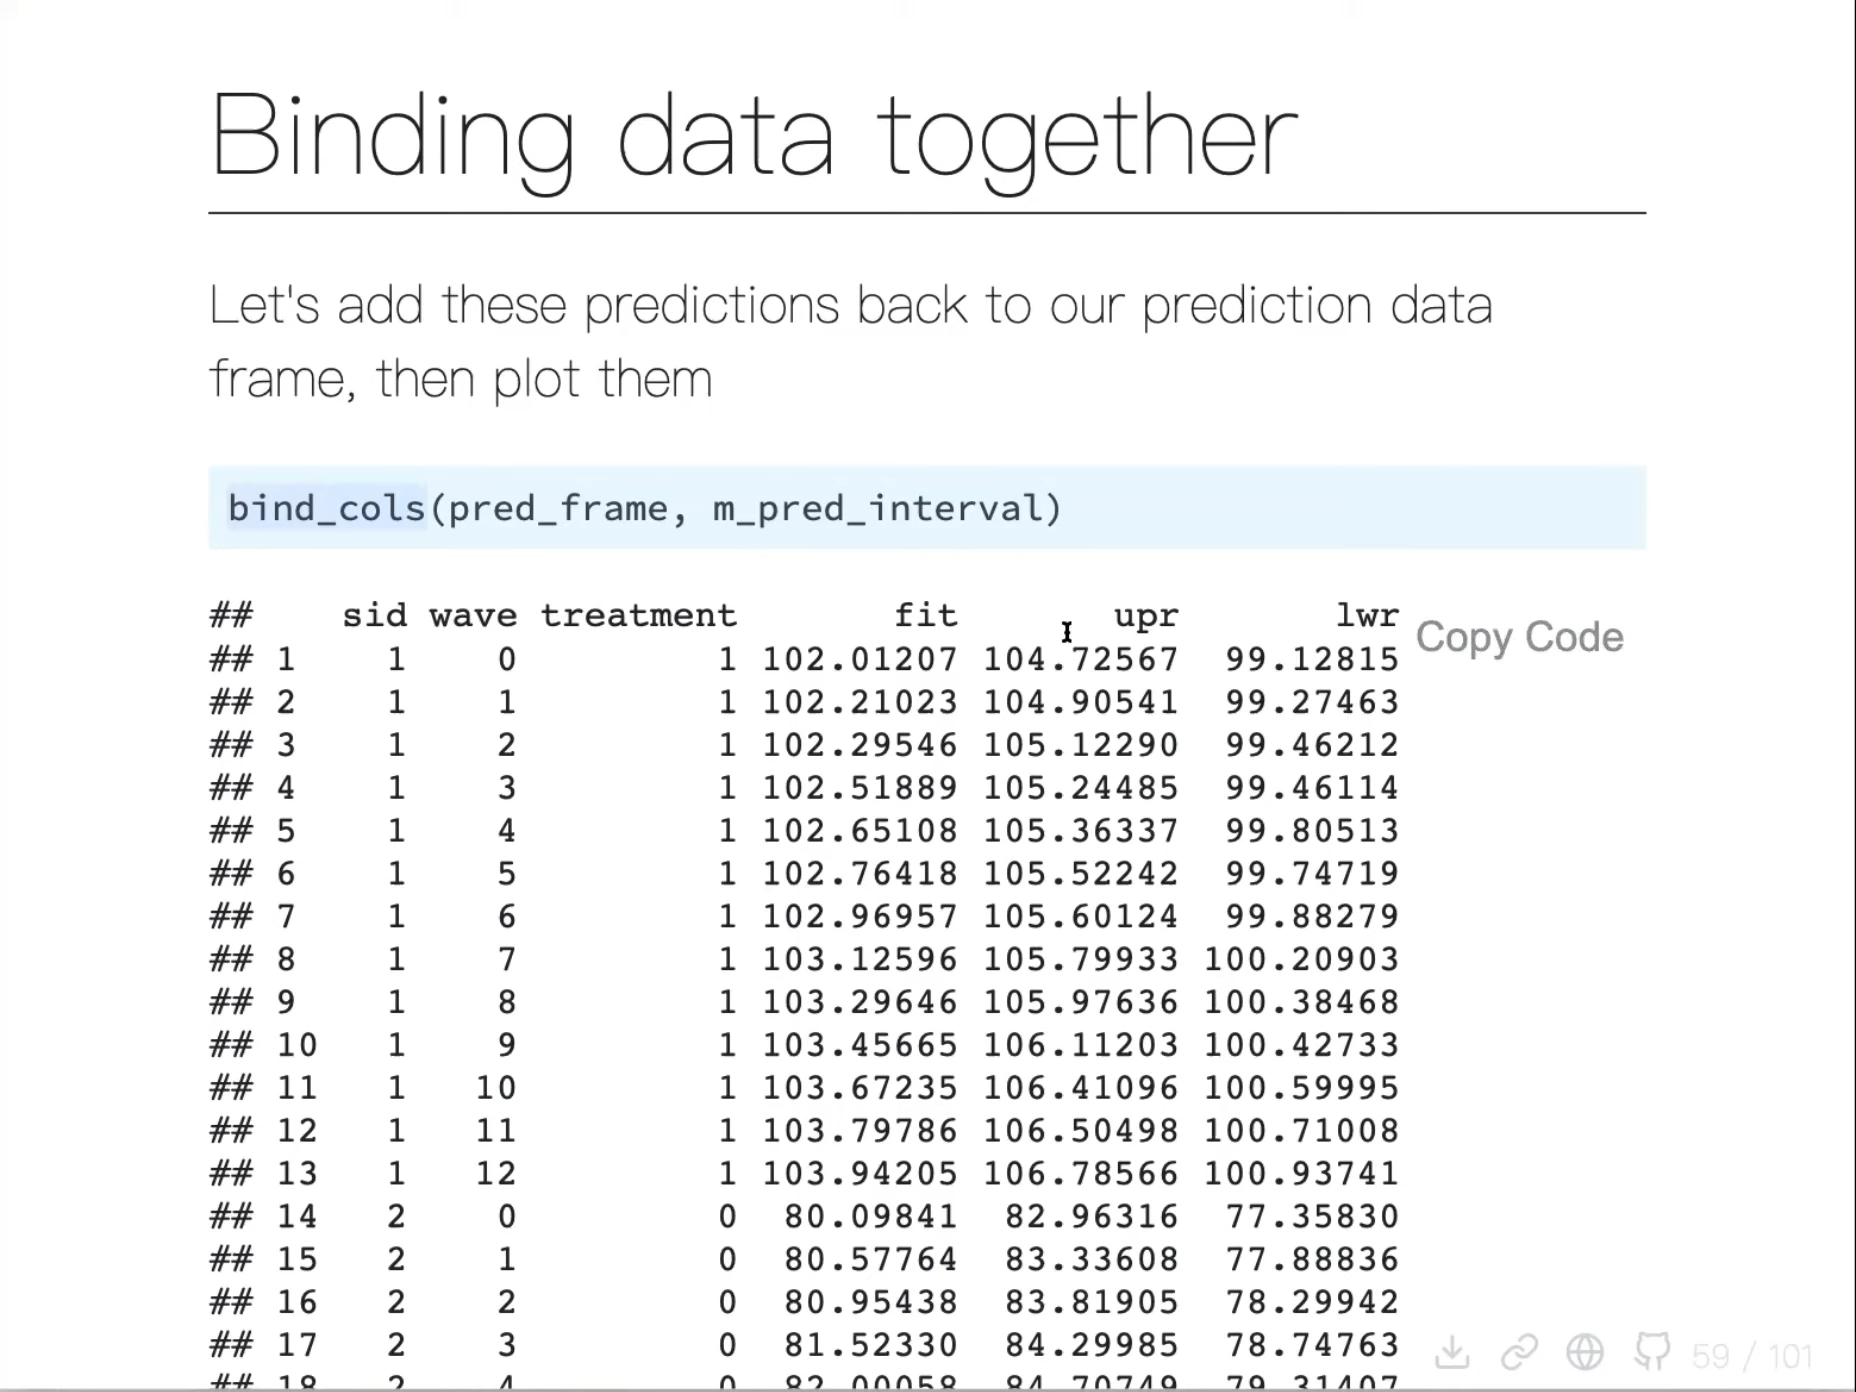 Binding data together
Let's add these predictions back to our prediction data
frame, then plot them
bind_cols(pred_frame, m_pred_interval)
##    sid wave treatment       fit       upr       lwr
Copy Code
## 1    1    0         1 102.01207 104.72567  99.12815
## 2    1    1         1 102.21023 104.90541  99.27463
## 3    1    2         1 102.29546 105.12290  99.46212
## 4    1    3         1 102.51889 105.24485  99.46114
## 5    1    4         1 102.65108 105.36337  99.80513
## 6    1    5         1 102.76418 105.52242  99.74719
## 7    1    6         1 102.96957 105.60124  99.88279
## 8    1    7         1 103.12596 105.79933 100.20903
## 9    1    8         1 103.29646 105.97636 100.38468
## 10   1    9         1 103.45665 106.11203 100.42733
## 11   1   10         1 103.67235 106.41096 100.59995
## 12   1   11         1 103.79786 106.50498 100.71008
## 13   1   12         1 103.94205 106.78566 100.93741
## 14   2    0         0  80.09841  82.96316  77.35830
## 15   2    1         0  80.57764  83.33608  77.88836
## 16   2    2         0  80.95438  83.81905  78.29942
## 17   2    3         0  81.52330  84.29985  78.74763
## 18   2    4         0  82.00058  84.70749  79.31407
59 / 101